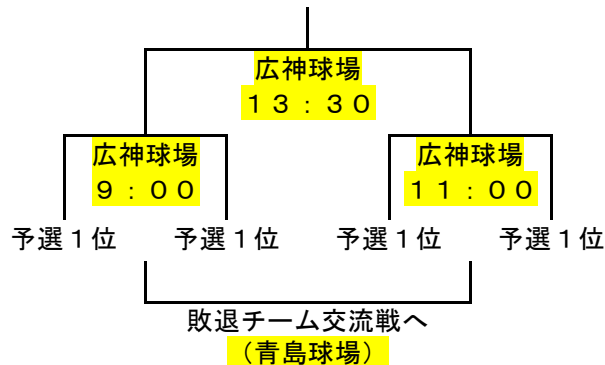 広神球場
１３：３０
広神球場
９：００
広神球場
１１：００
予選１位 予選１位 予選１位 予選１位
敗退チーム交流戦へ
（青島球場）